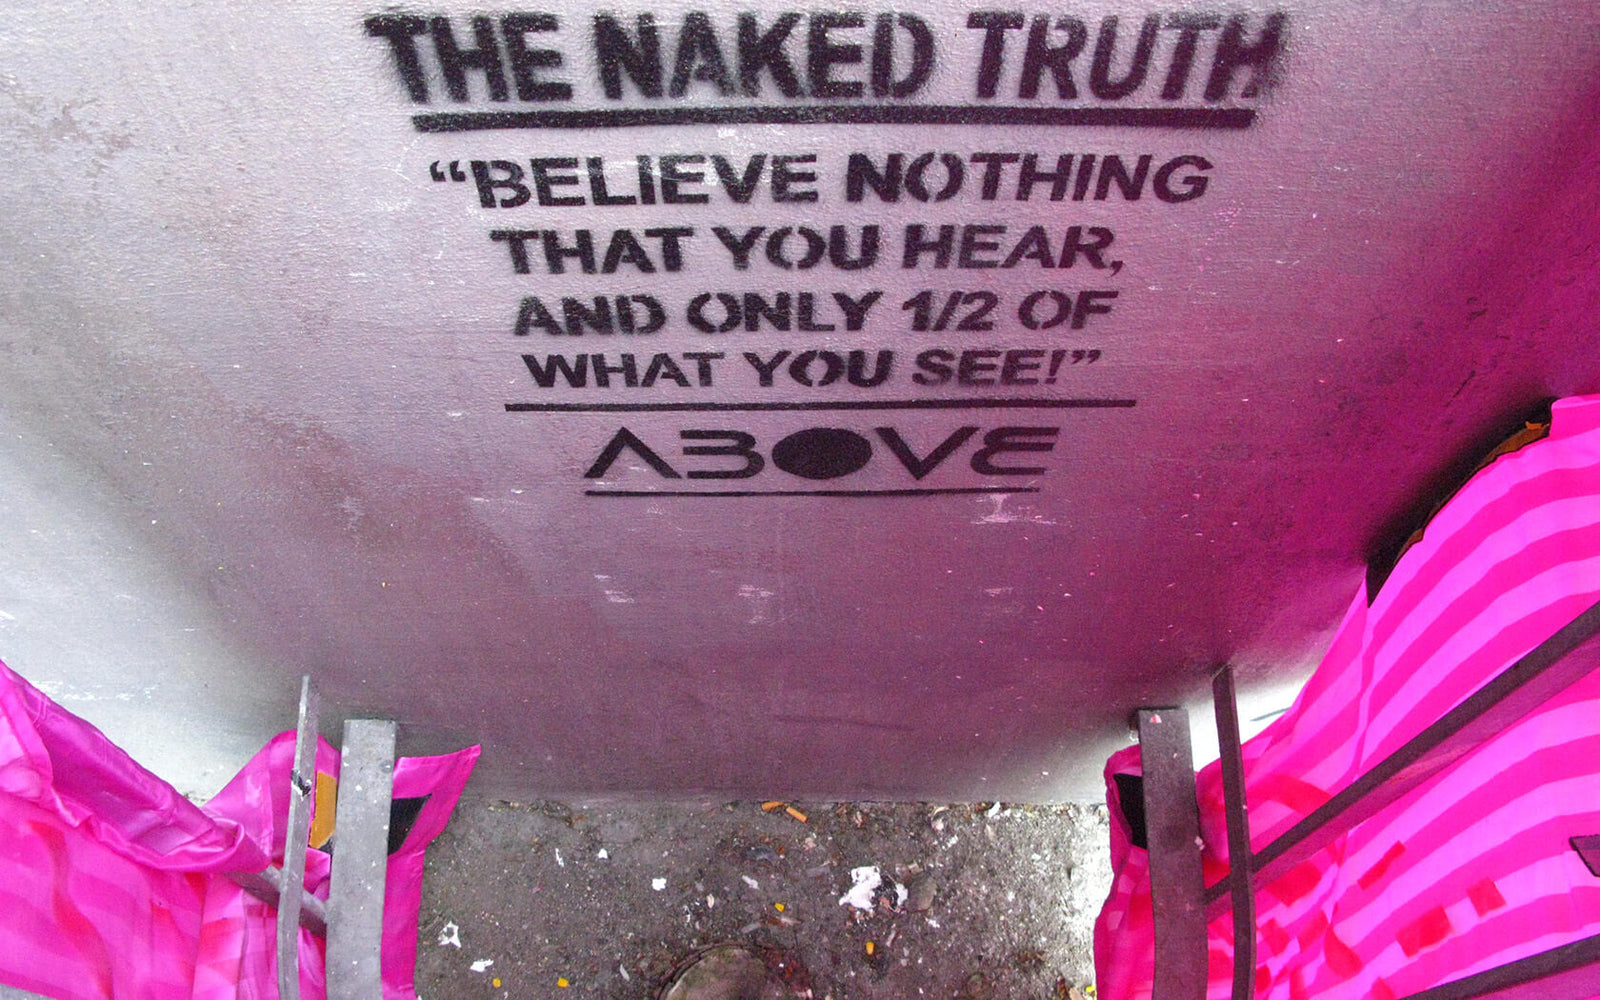 THE NAKED TRUTH
“BELIEVE NOTHING
THAT YOU HEAR,
AND ONLY 1/2 OF
WHAT YOU SEE!”
ABOVE